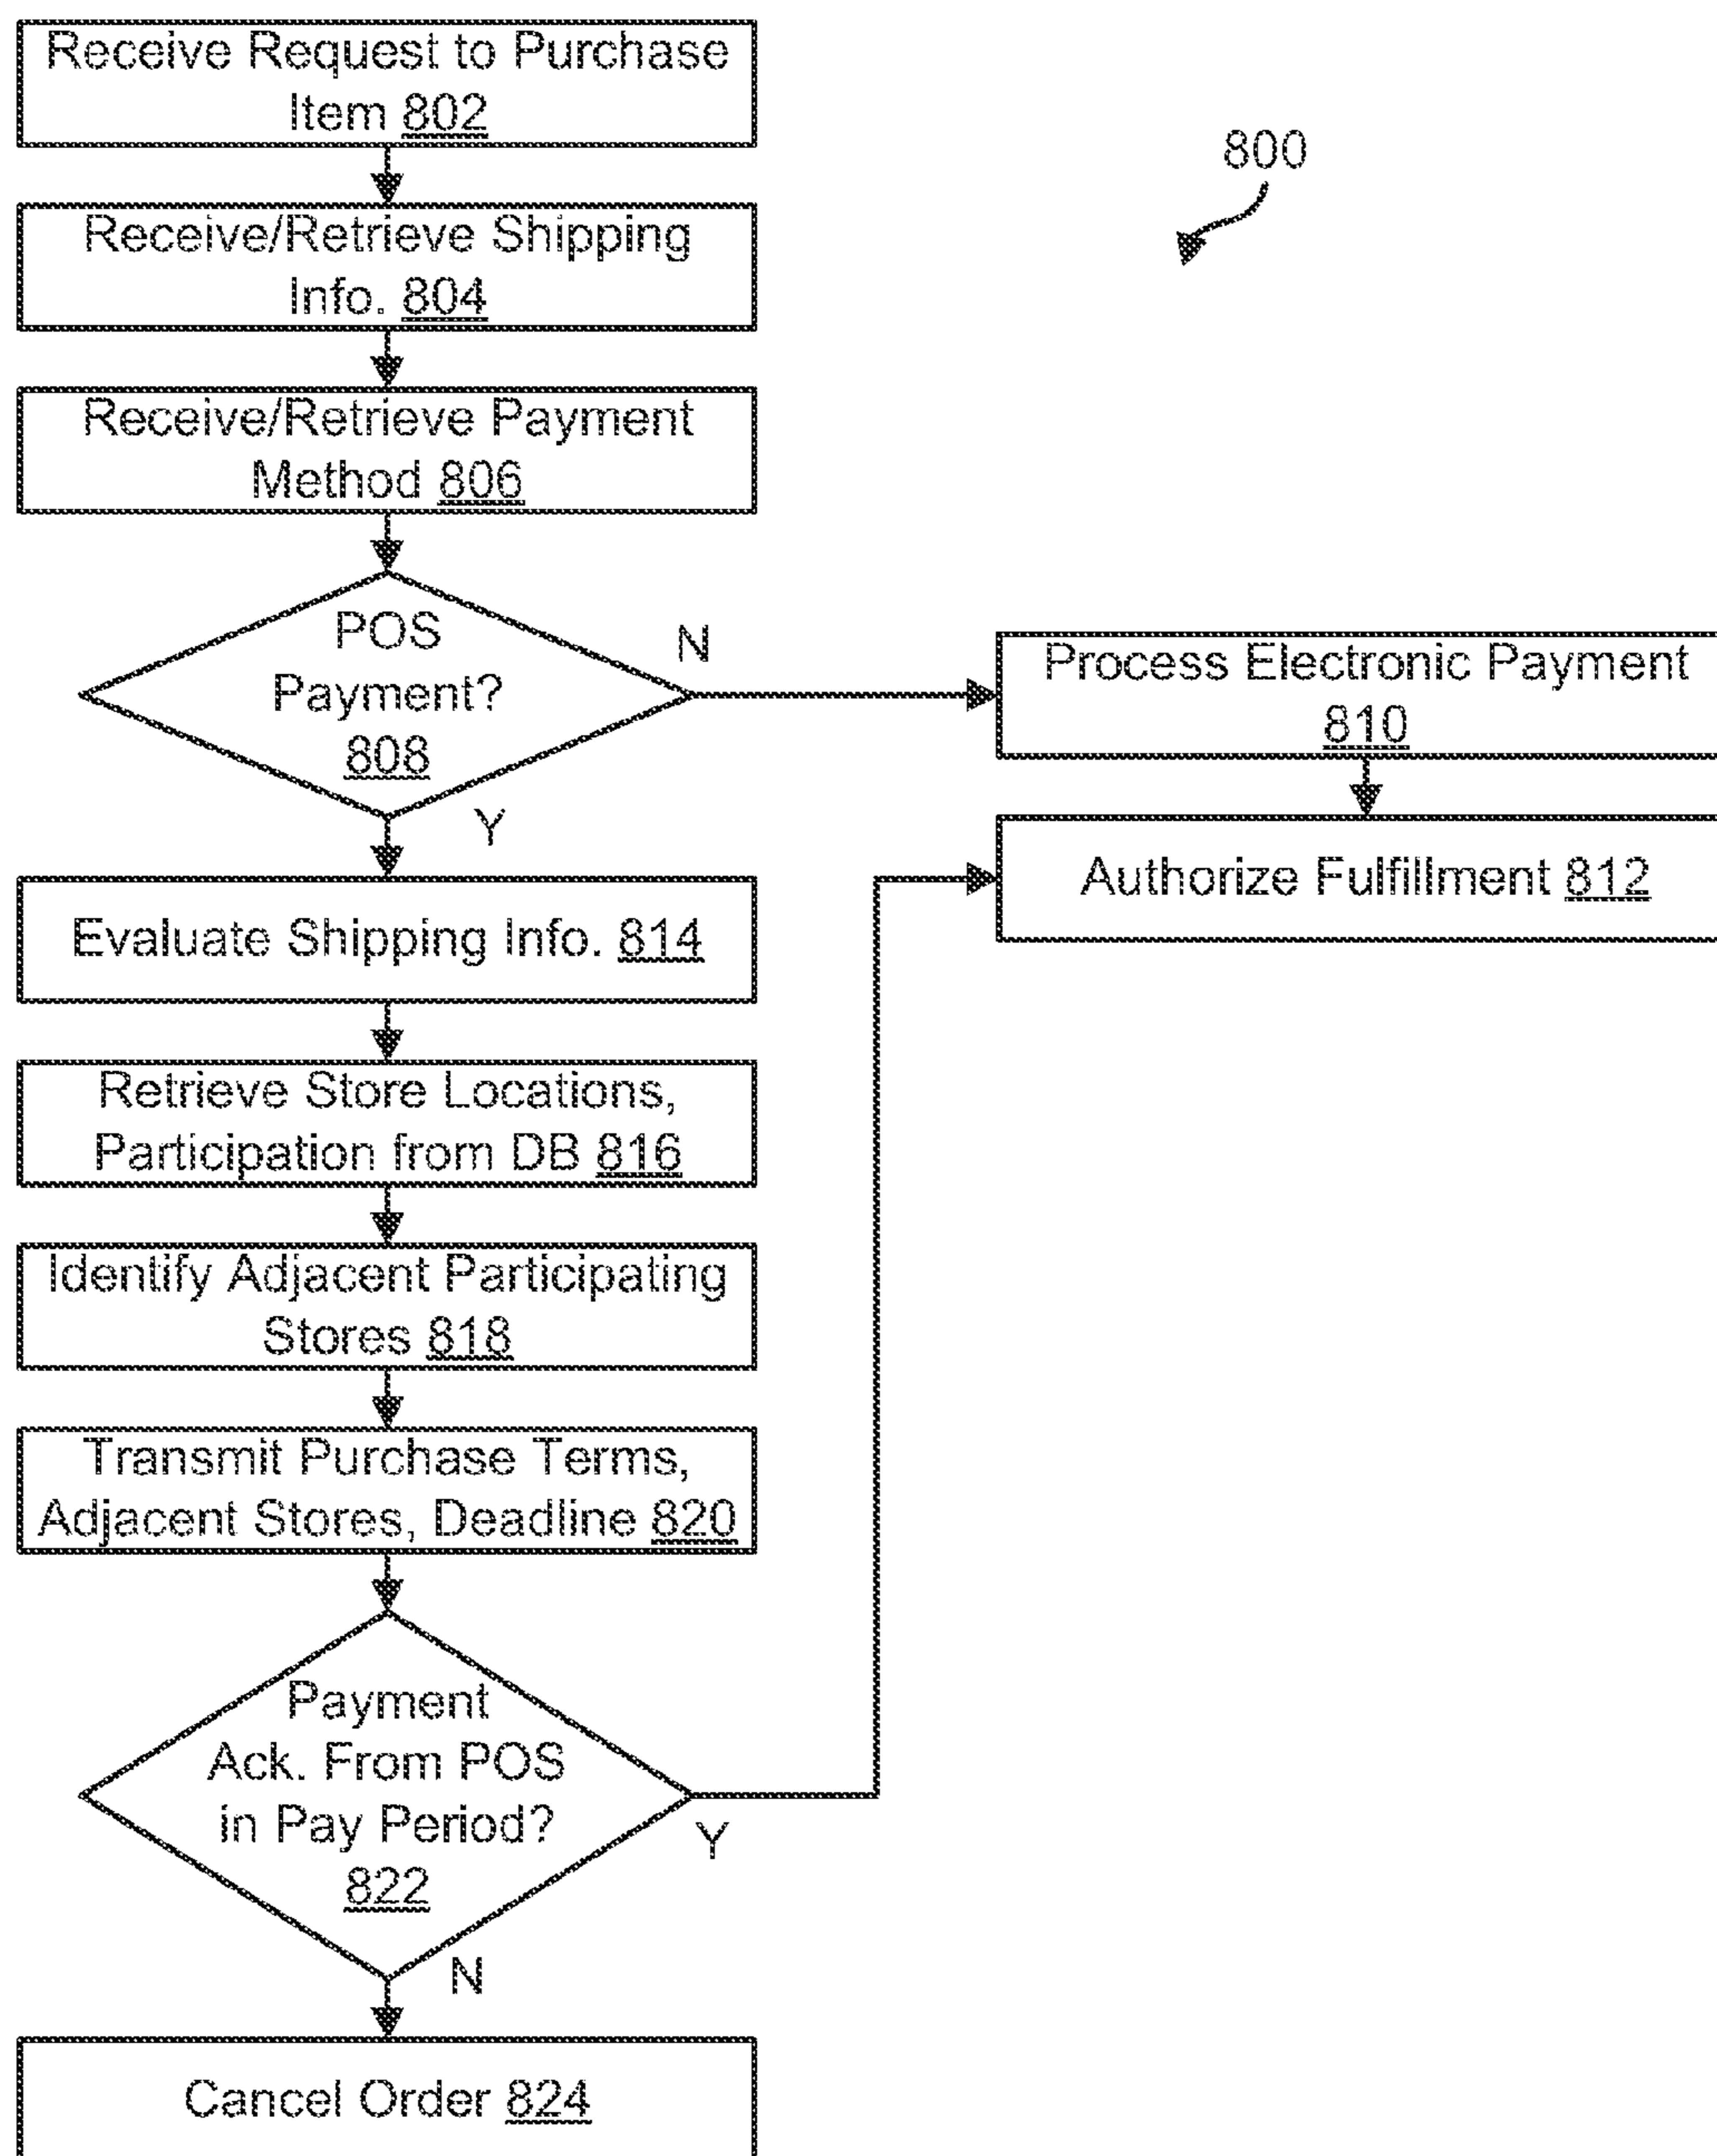 Receive Request to Purchase
Item 802
800
Receive/Retrieve Shipping
Info. 804
Receive/Retrieve Payment
Method 806
POS
Payment?
808
N
Y
Process Electronic Payment
810
Authorize Fulfillment 812
Evaluate Shipping Info. 814
Retrieve Store Locations,
Participation from DB 816
Identify Adjacent Participating
Stores 818
Transmit Purchase Terms,
Adjacent Stores, Deadline 820
Payment
Ack. From POS
in Pay Period?
822
Y
N
Cancel Order 824